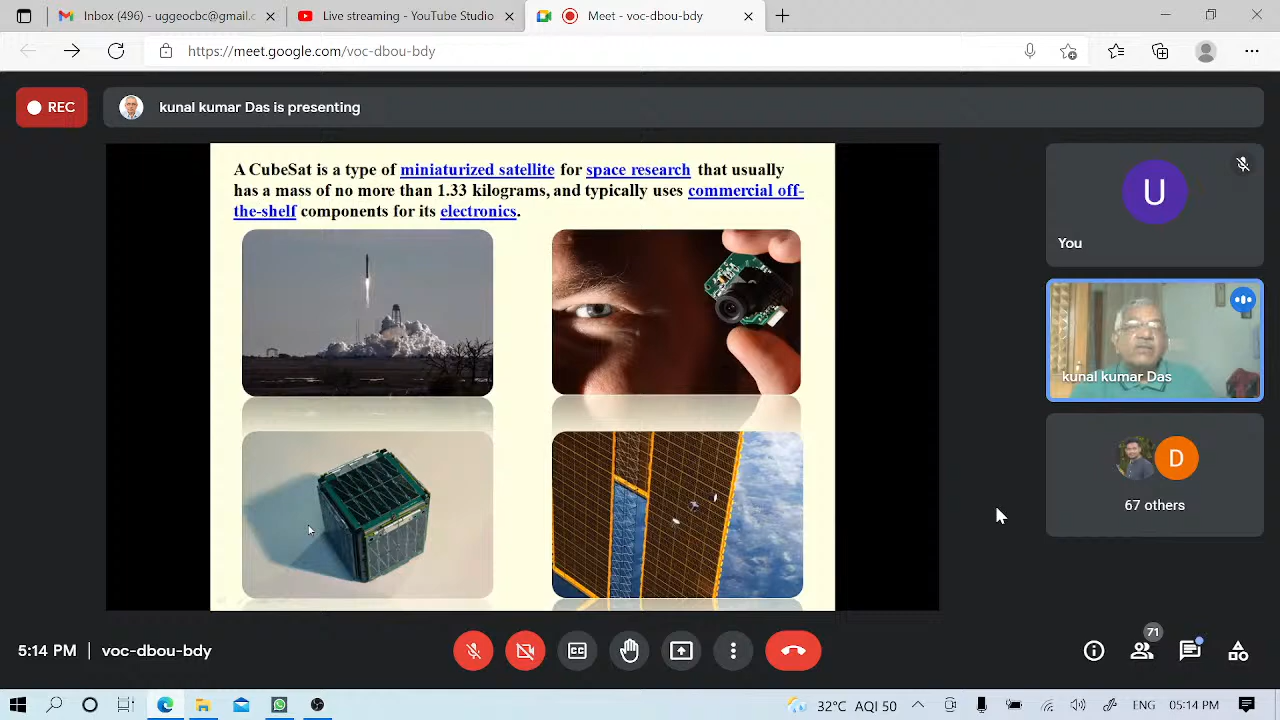 Inbox (496) - uggbctc@gmail.c
Live streaming - YouTube Studio
Meet - voc-dbou-bdy
https://meet.google.com/voc-dbou-bdy
REC
kunal kumar Das is presenting
A CubeSat is a type of miniaturized satellite for space research that usually
has a mass of no more than 1.33 kilograms, and typically uses commercial off-
the-shelf components for its electronics.
U
You
kunal kumar Das
D
67 others
5:14 PM | voc-dbou-bdy
CC
71
32°C AQI 50
ENG
05:14 PM